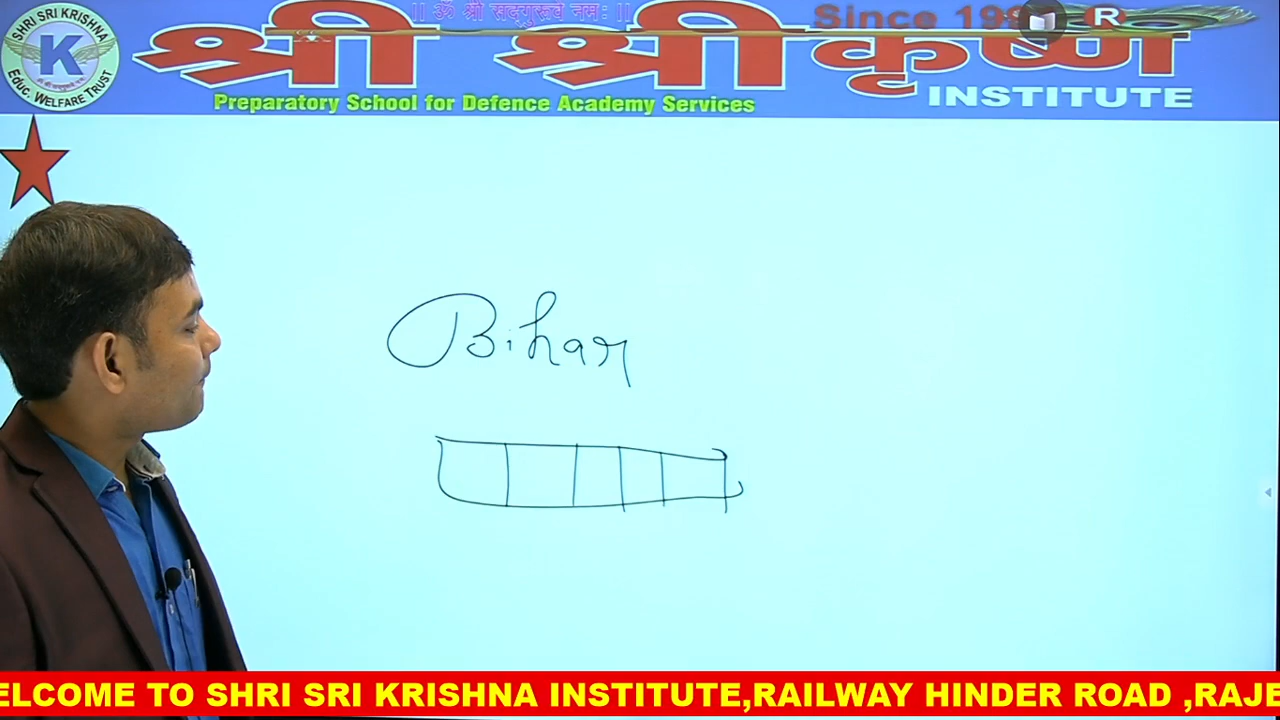 || ॐ श्री सद्गुरूवे नमः ||
Since 199
R
श्री श्री कृष्ण
INSTITUTE
Preparatory School for Defence Academy Services
SHRI SRI KRISHNA
K
Educ. WELFARE TRUST
Bihar
ELCOME TO SHRI SRI KRISHNA INSTITUTE,RAILWAY HINDER ROAD ,RAJE